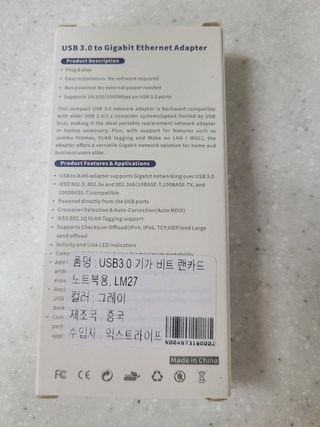 USB 3.0 to Gigabit Ethernet Adapter
Product Description
Plug & play
Easy installation- No software required
Bus powered-No external power needed
Supports 10/100/1000Mbps on USB 3.0 ports
This compact USB 3.0 network adapter is backward compatible
with older USB 2.0/1.x computer systems(speed limited by USB
bus), making it the ideal portable replacement network adapter
or laptop accessory. Plus, with support for features such as
Jumbo Frames, VLAN tagging and Wake on LAN ( WOL), the
adapter offers a versatile Gigabit network solution for home and
business users alike.
Product Features & Applications
USB to RJ45 adapter supports Gigabit networking over USB 3.0
IEEE 802.3, 802.3u and 802.3ab(10BASE-T,100BASE-TX, and
1000BASE-T)compatible
Powered directly from the USB ports
Crossover Detection & Auto-Correction(Auto MDIX)
IEEE 802.1Q VLAN Tagging support
Supports Checksum Offload(IPv4, IPv6, TCP,UDP)and Large
send offload
Activity and Link LED indicators
품명 : USB3.0 기가 비트 랜카드
노트북용, LM27
컬러 : 그레이
제조국 : 중국
수입사 : 익스트라이프
N004973160002
Made in China
FC CE